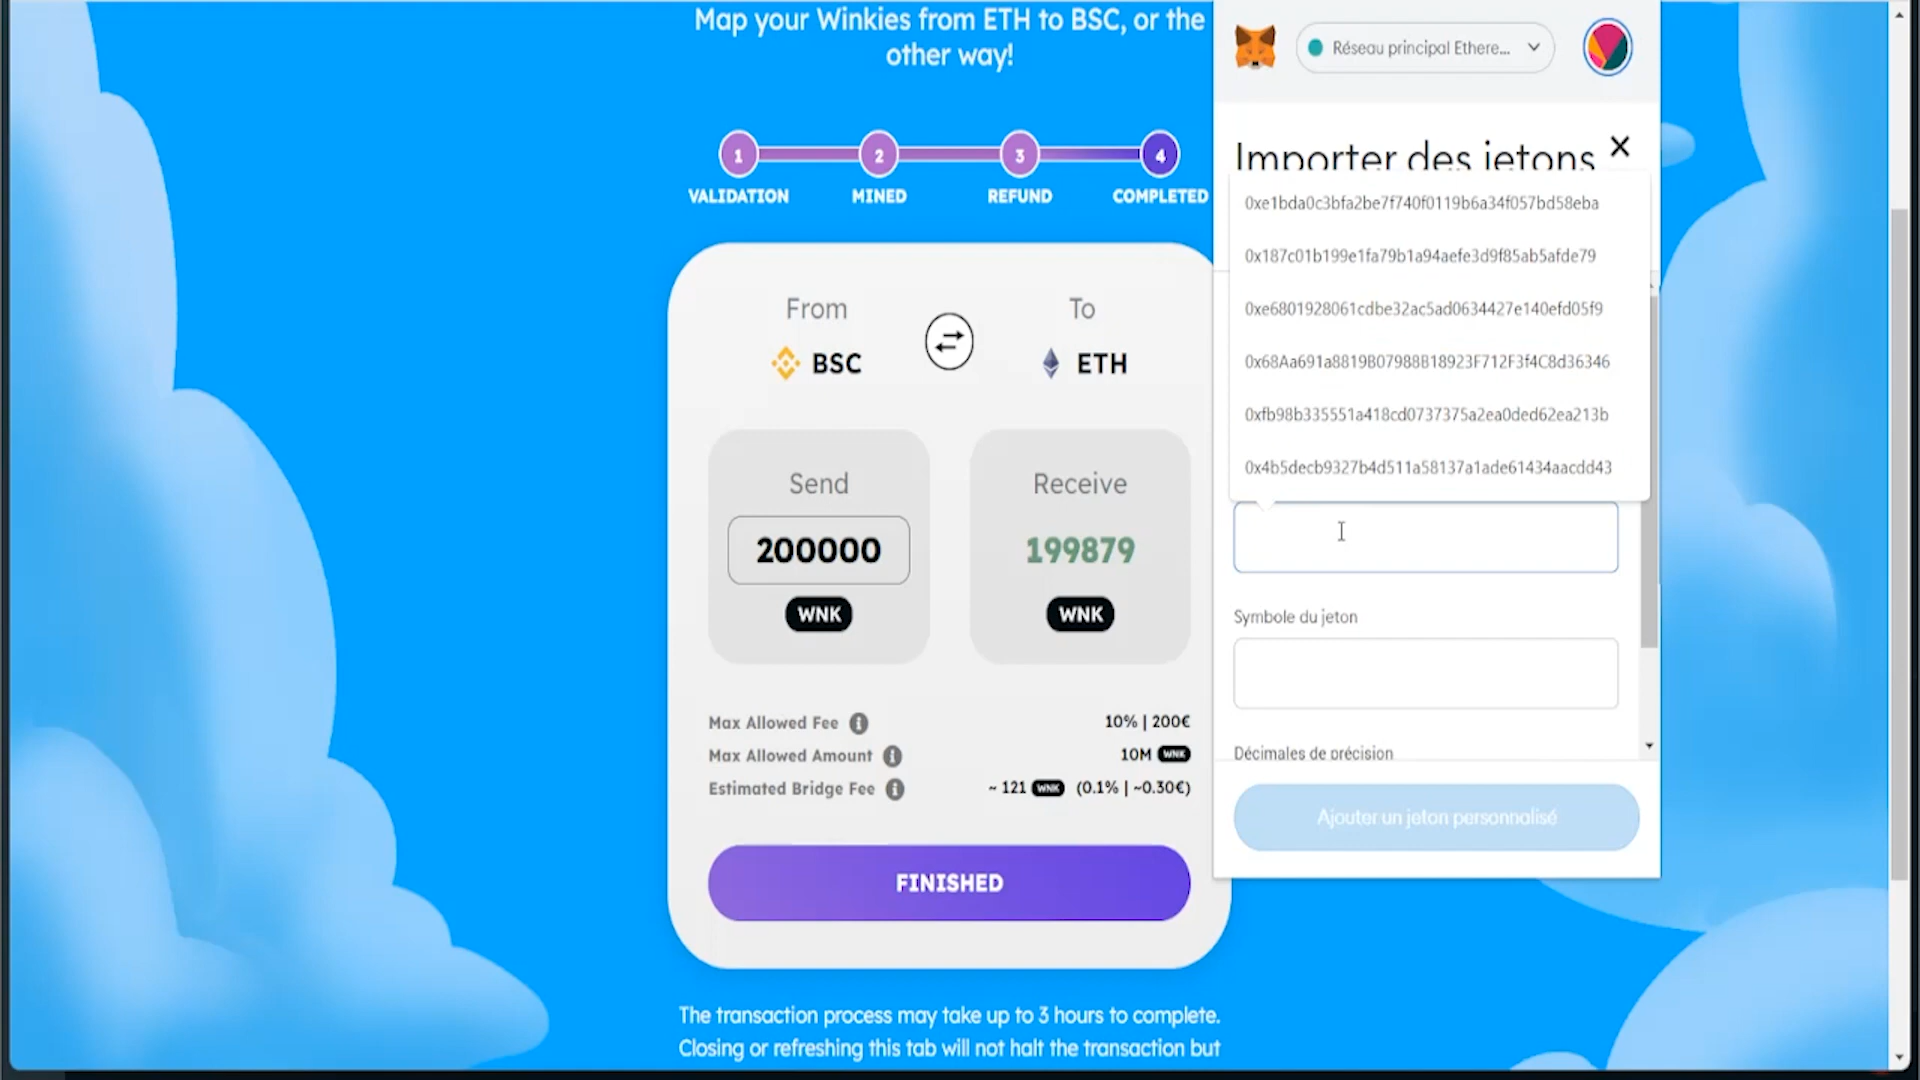 Map your Winkies from ETH to BSC, or the
other way!
1
2
3
4
VALIDATION
MINED
REFUND
COMPLETED
From
To
BSC
ETH
Send
Receive
200000
199879
WNK
WNK
Max Allowed Fee i
10% | 200€
Max Allowed Amount i
10M WNK
Estimated Bridge Fee i
~ 121 WNK (0.1% | ~0.30€)
FINISHED
The transaction process may take up to 3 hours to complete.
Closing or refreshing this tab will not halt the transaction but
Réseau principal Ethere...
Importer des jetons
0xe1bda0c3bfa2be7f740f0119b6a34f057bd58eba
0x187c01b199e1fa79b1a94aefe3d9f85ab5afde79
0xe6801928061cdbe32ac5ad0634427e140efd05f9
0x68Aa691a8819B07988B18923F712F3f4C8d36346
0xfb98b335551a418cd0737375a2ea0ded62ea213b
0x4b5decb9327b4d511a58137a1ade61434aacdd43
Symbole du jeton
Décimales de précision
Ajouter un jeton personnalisé